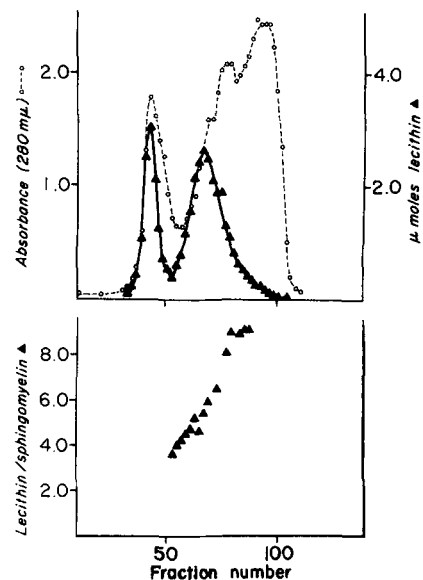 Absorbance (280 mμ)
2.0
1.0
μ moles lecithin ▲
4.0
2.0
Lecithin/sphingomyelin ▲
8.0
6.0
4.0
2.0
50
100
Fraction number